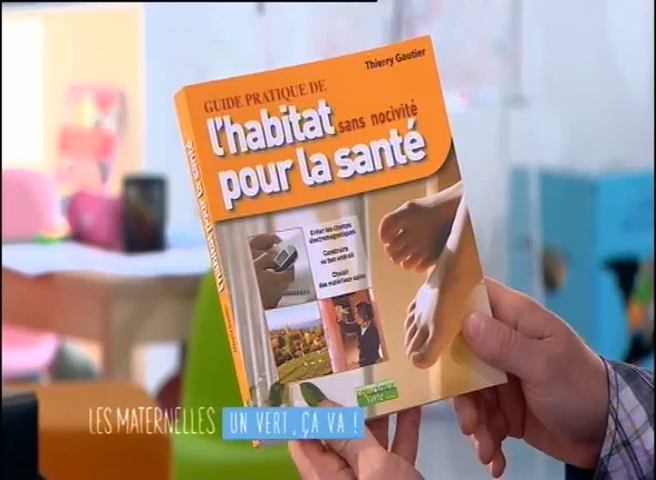 Thierry Gautier
GUIDE PRATIQUE DE
l'habitat
sans nocivité
pour la santé
Éviter les champs
électromagnétiques
Construire
au bon endroit
Choisir
des matériaux sains
LES MATERNELLES UN VERT, ÇA VA !